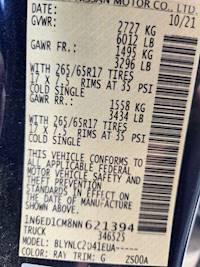 NISSAN MOTOR CO., LTD.
DATE: 10/21
GVWR: 2727 KG
6012 LB
GAWR FR.: 1495 KG
3296 LB
WITH 265/65R17 TIRES
17 X 7.5 RIMS AT 35 PSI
COLD SINGLE
GAWR RR.: 1558 KG
3434 LB
WITH 265/65R17 TIRES
17 X 7.5 RIMS AT 35 PSI
COLD SINGLE
THIS VEHICLE CONFORMS TO
ALL APPLICABLE FEDERAL
MOTOR VEHICLE SAFETY AND
THEFT PREVENTION
STANDARDS IN EFFECT ON
THE DATE OF MANUFACTURE
SHOWN ABOVE.
1N6ED1CM8NN621394
TRUCK 346525
MODEL: BLYNLC2U41EUA-----
COLOR: RAY TRIM: G 2S00A